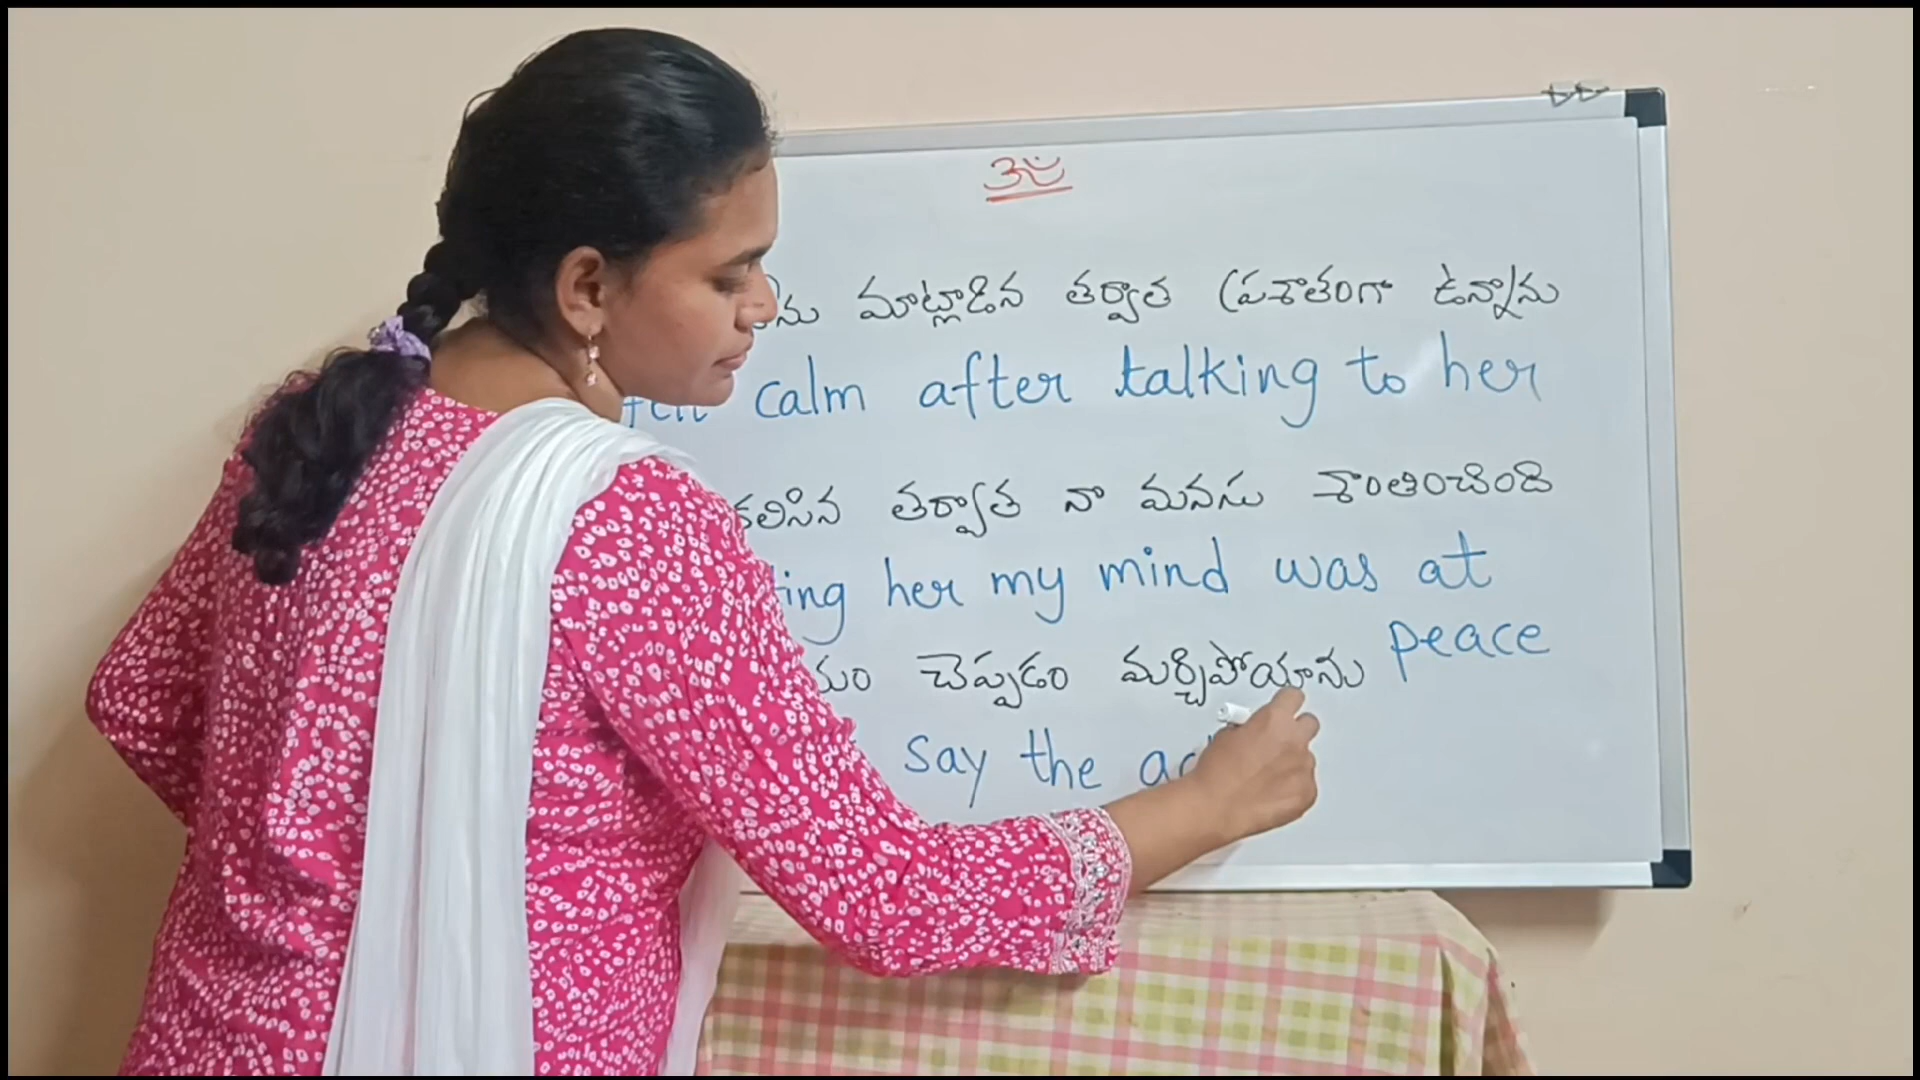 ॐ
మాట్లాడిన తర్వాత ప్రశాతంగా ఉన్నాను
calm after talking to her
కలిసిన తర్వాత నా మనసు శాంతించింది
her my mind was at
peace
చెప్పడం మర్చిపోయాను
say the